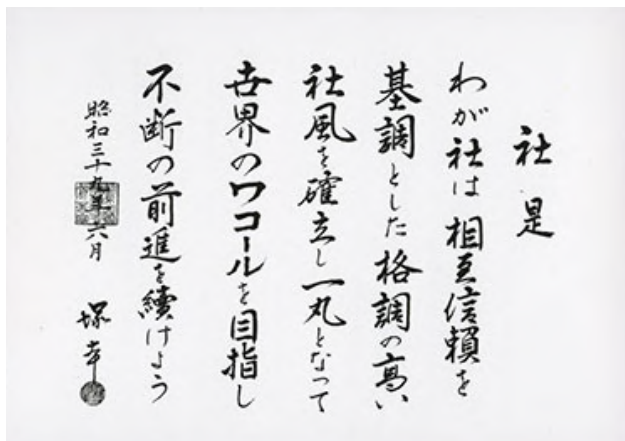 社是
わが社は相互信頼を
基調とした格調の高い
社風を確立し一丸となって
世界のワコールを目指し
不断の前進を續けよう
昭和三十九年六月
塚幸